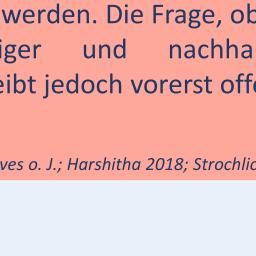 werden. Die Frage, ob
iger und nachha
eibt jedoch vorerst offe
ves o. J.; Harshitha 2018; Strochlic